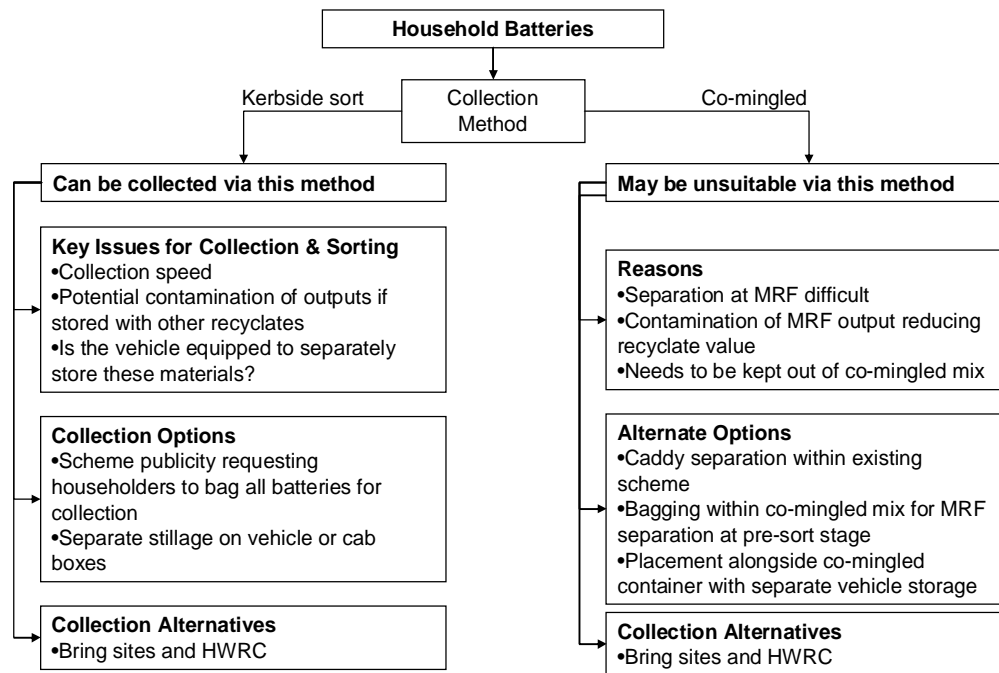 Household Batteries
Kerbside sort
Collection
Method
Co-mingled
Can be collected via this method
Key Issues for Collection & Sorting
•Collection speed
•Potential contamination of outputs if
stored with other recyclates
•Is the vehicle equipped to separately
store these materials?
Collection Options
•Scheme publicity requesting
householders to bag all batteries for
collection
•Separate stillage on vehicle or cab
boxes
Collection Alternatives
•Bring sites and HWRC
May be unsuitable via this method
Reasons
•Separation at MRF difficult
•Contamination of MRF output reducing
recyclate value
•Needs to be kept out of co-mingled mix
Alternate Options
•Caddy separation within existing
scheme
•Bagging within co-mingled mix for MRF
separation at pre-sort stage
•Placement alongside co-mingled
container with separate vehicle storage
Collection Alternatives
•Bring sites and HWRC